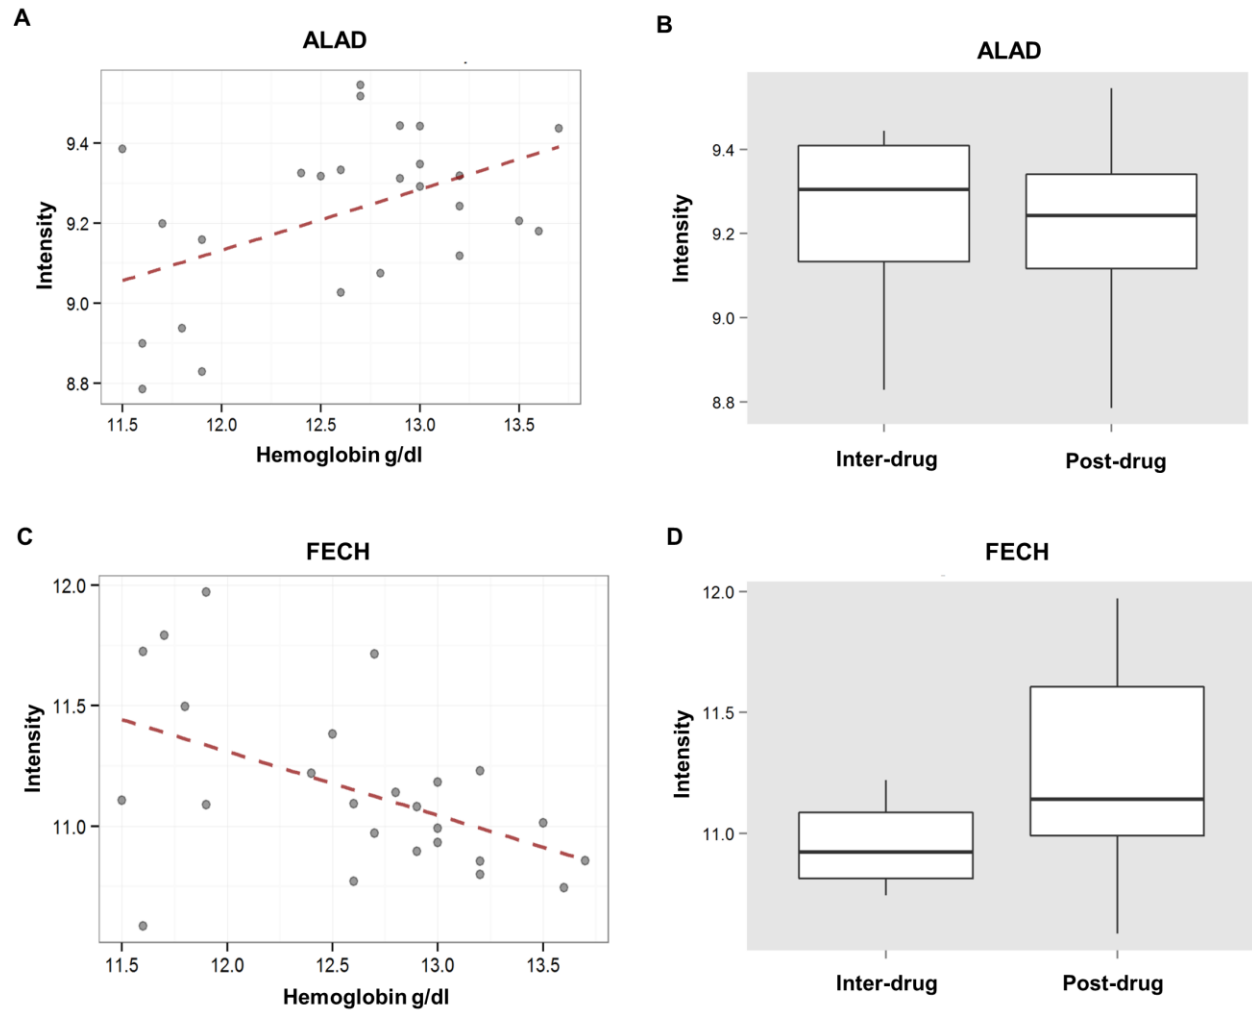 A
ALAD
Intensity
9.4
9.2
9.0
8.8
11.5 12.0 12.5 13.0 13.5
Hemoglobin g/dl
B
ALAD
Intensity
9.4
9.2
9.0
8.8
Inter-drug Post-drug
C
FECH
Intensity
12.0
11.5
11.0
11.5 12.0 12.5 13.0 13.5
Hemoglobin g/dl
D
FECH
Intensity
12.0
11.5
11.0
Inter-drug Post-drug